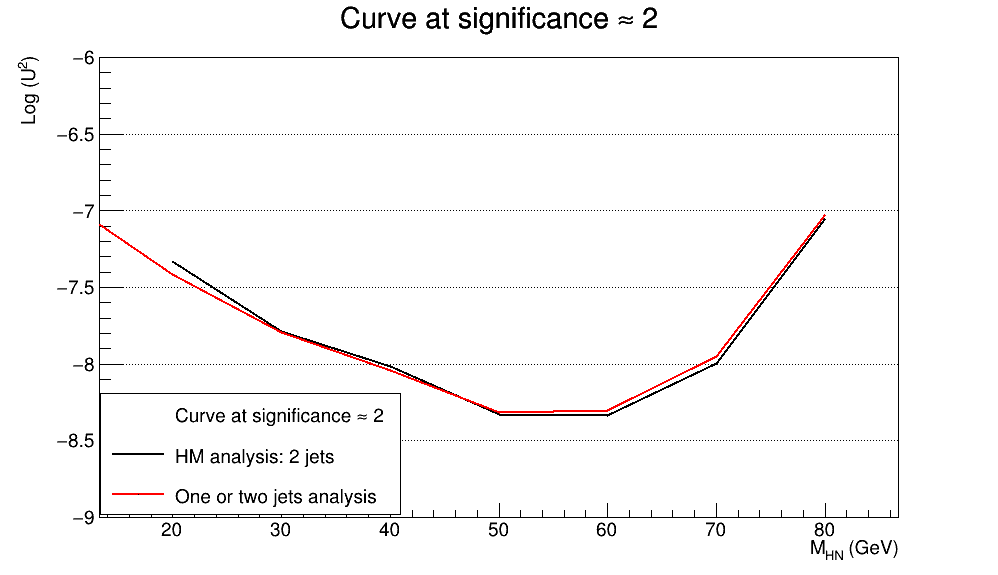 Curve at significance ≈ 2
Log (U²)
−6
−6.5
−7
−7.5
−8
−8.5
−9
Curve at significance ≈ 2
HM analysis: 2 jets
One or two jets analysis
20 30 40 50 60 70 80
M_HN (GeV)